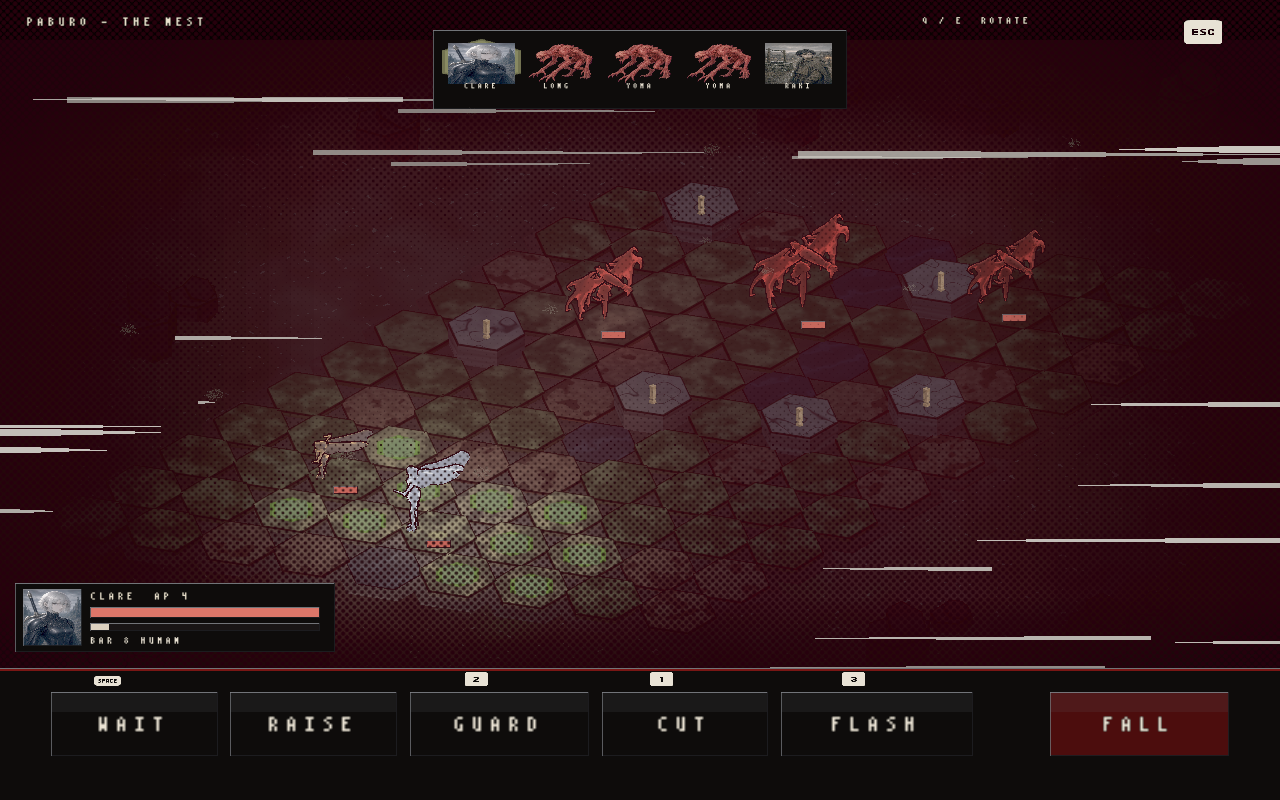 PABURO - THE NEST
Q / E ROTATE
ESC
CLARE
LONG
YOMA
YOMA
RAKI
CLARE AP 4
BAR 8 HUMAN
SPACE
2
1
3
WAIT
RAISE
GUARD
CUT
FLASH
FALL